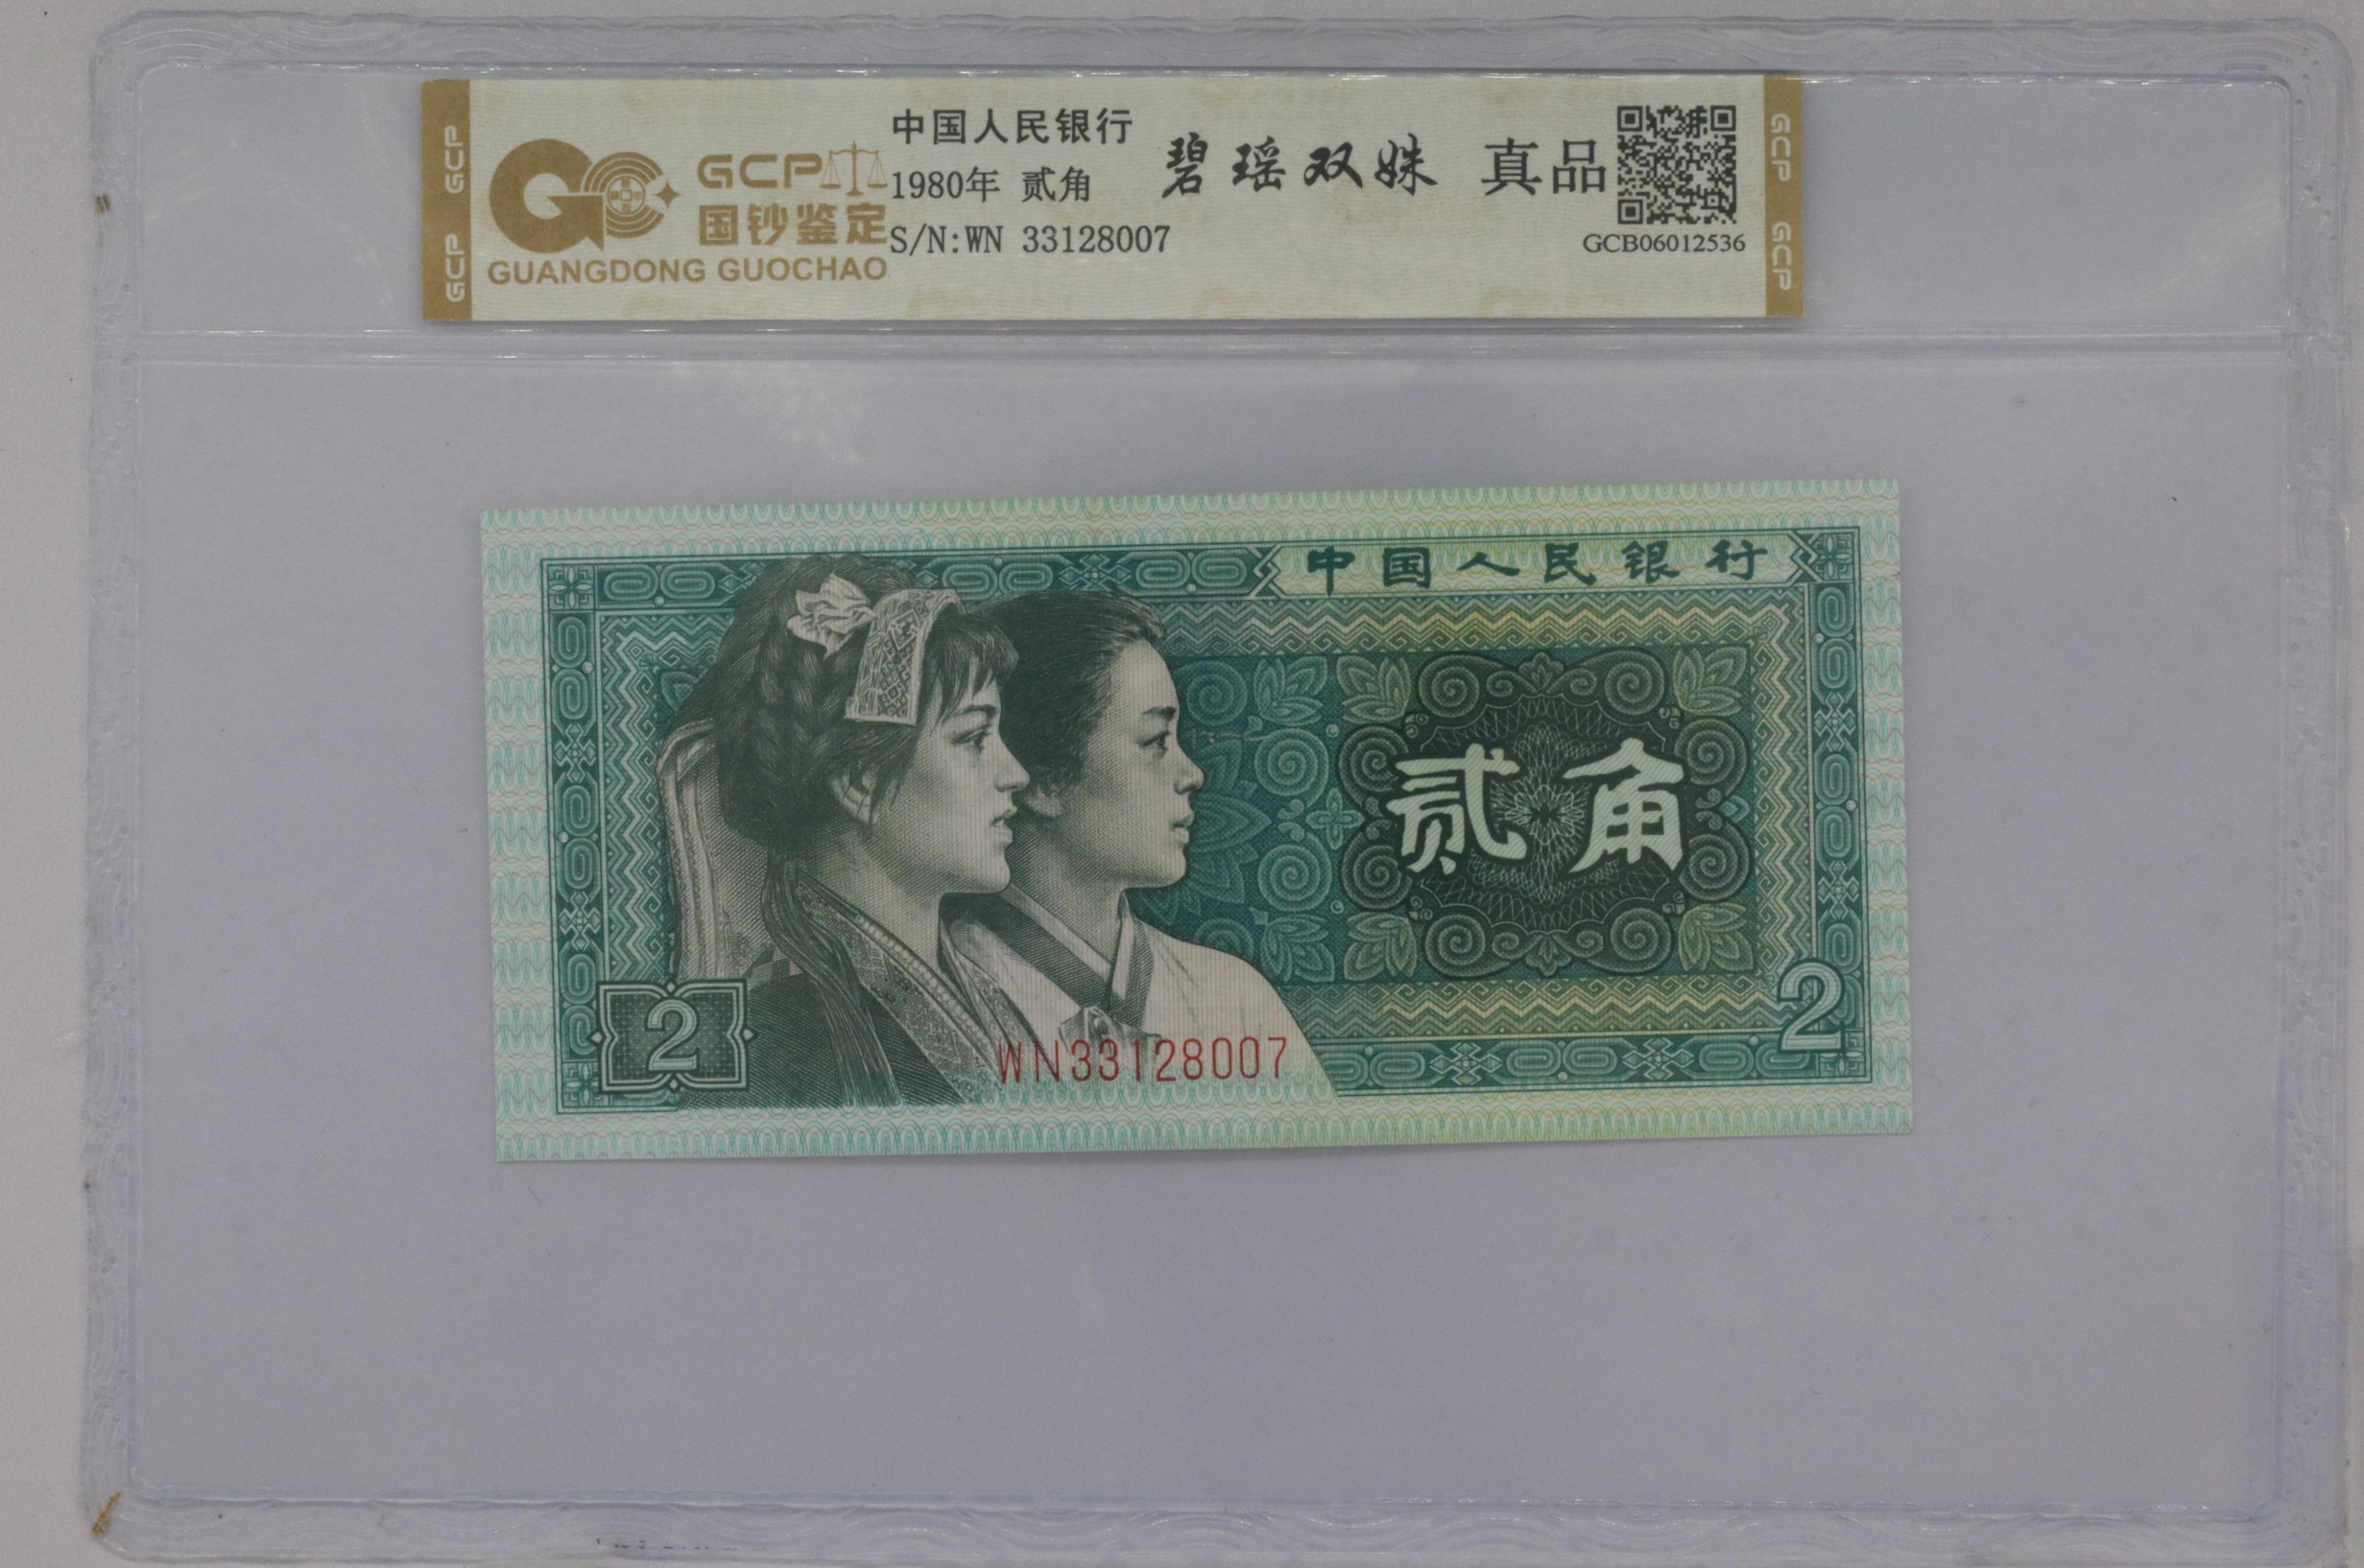 GCP GCP
GCP
国钞鉴定
GUANGDONG GUOCHAO
中国人民银行
1980年 贰角
S/N:WN 33128007
碧瑶双姝 真品
GCB06012536
GCP GCP
中国人民银行
贰角
2
2
WN33128007